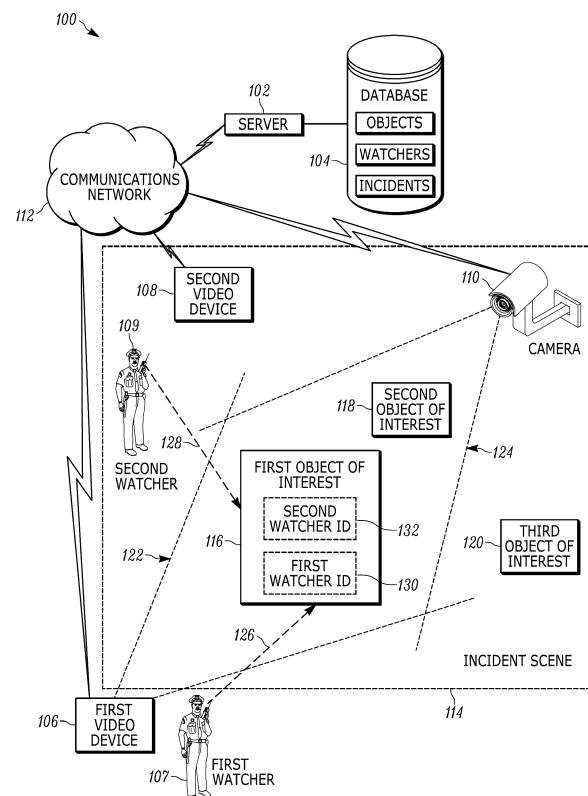 100
102
SERVER
DATABASE
OBJECTS
WATCHERS
INCIDENTS
104
COMMUNICATIONS
NETWORK
112
108
SECOND
VIDEO
DEVICE
110
CAMERA
109
SECOND
WATCHER
128
118
SECOND
OBJECT OF
INTEREST
124
FIRST OBJECT OF
INTEREST
SECOND
WATCHER ID
132
116
FIRST
WATCHER ID
130
122
120
THIRD
OBJECT OF
INTEREST
126
INCIDENT SCENE
114
106
FIRST
VIDEO
DEVICE
107
FIRST
WATCHER